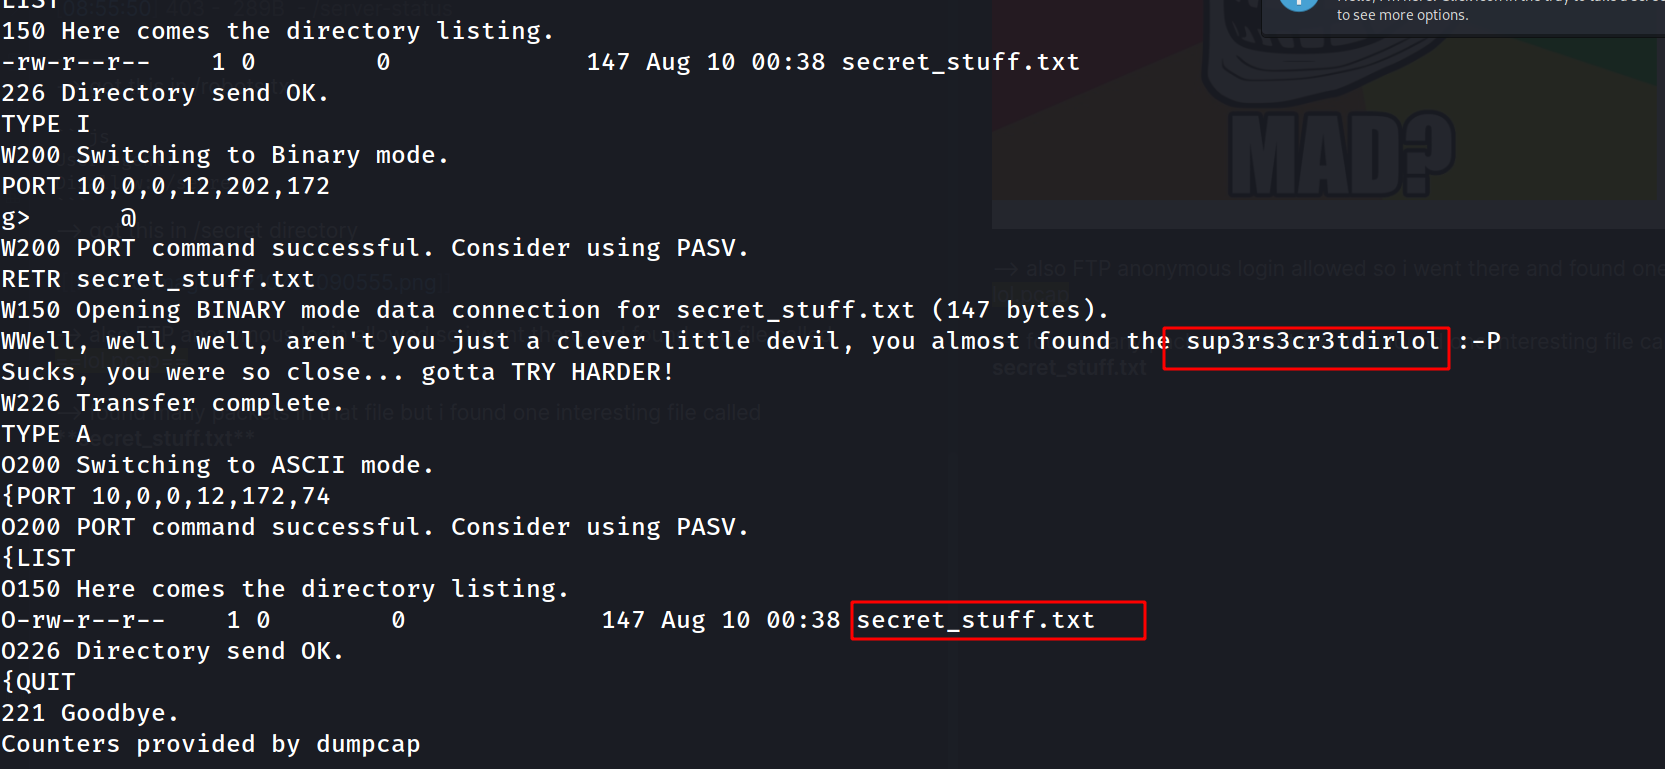 LIST
150 Here comes the directory listing.
-rw-r--r--    1 0        0             147 Aug 10 00:38 secret_stuff.txt
226 Directory send OK.
TYPE I
W200 Switching to Binary mode.
PORT 10,0,0,12,202,172
g>      @
W200 PORT command successful. Consider using PASV.
RETR secret_stuff.txt
W150 Opening BINARY mode data connection for secret_stuff.txt (147 bytes).
WWell, well, well, aren't you just a clever little devil, you almost found the sup3rs3cr3tdirlol :-P
Sucks, you were so close... gotta TRY HARDER!
W226 Transfer complete.
TYPE A
O200 Switching to ASCII mode.
{PORT 10,0,0,12,172,74
O200 PORT command successful. Consider using PASV.
{LIST
O150 Here comes the directory listing.
O-rw-r--r--    1 0        0             147 Aug 10 00:38 secret_stuff.txt
O226 Directory send OK.
{QUIT
221 Goodbye.
Counters provided by dumpcap
to see more options.
MAD?
→ also FTP anonymous login allowed so i went there and found one
secret_stuff.txt
→ got this in /secret directory